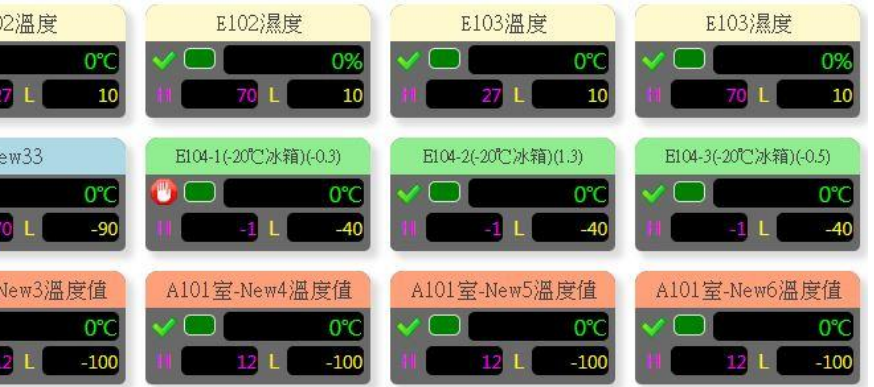 02溫度 E102濕度 E103溫度 E103濕度
0℃ 0% 0℃ 0%
27 L 10 H 70 L 10 H 27 L 10 H 70 L 10
ew33 E104-1(-20℃冰箱)(-0.3) E104-2(-20℃冰箱)(1.3) E104-3(-20℃冰箱)(-0.5)
0℃ 0℃ 0℃ 0℃
70 L -90 H -1 L -40 H -1 L -40 H -1 L -40
New3溫度值 A101室-New4溫度值 A101室-New5溫度值 A101室-New6溫度值
0℃ 0℃ 0℃ 0℃
12 L -100 H 12 L -100 H 12 L -100 H 12 L -100